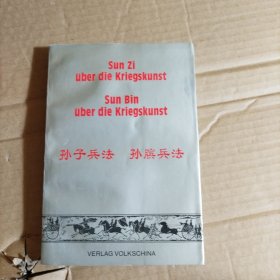 Sun Zi
über die Kriegskunst
Sun Bin
über die Kriegskunst
孙子兵法 孙膑兵法
VERLAG VOLKSCHINA